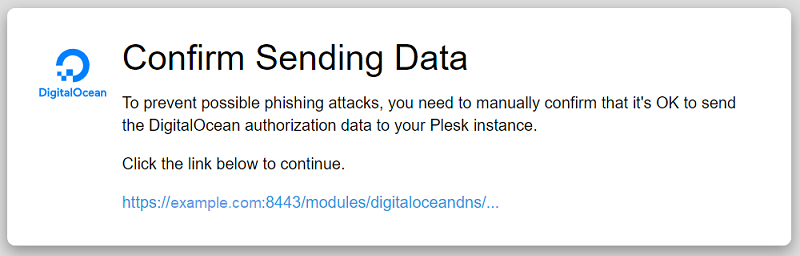 DigitalOcean
Confirm Sending Data
To prevent possible phishing attacks, you need to manually confirm that it's OK to send
the DigitalOcean authorization data to your Plesk instance.
Click the link below to continue.
https://example.com:8443/modules/digitaloceandns/...